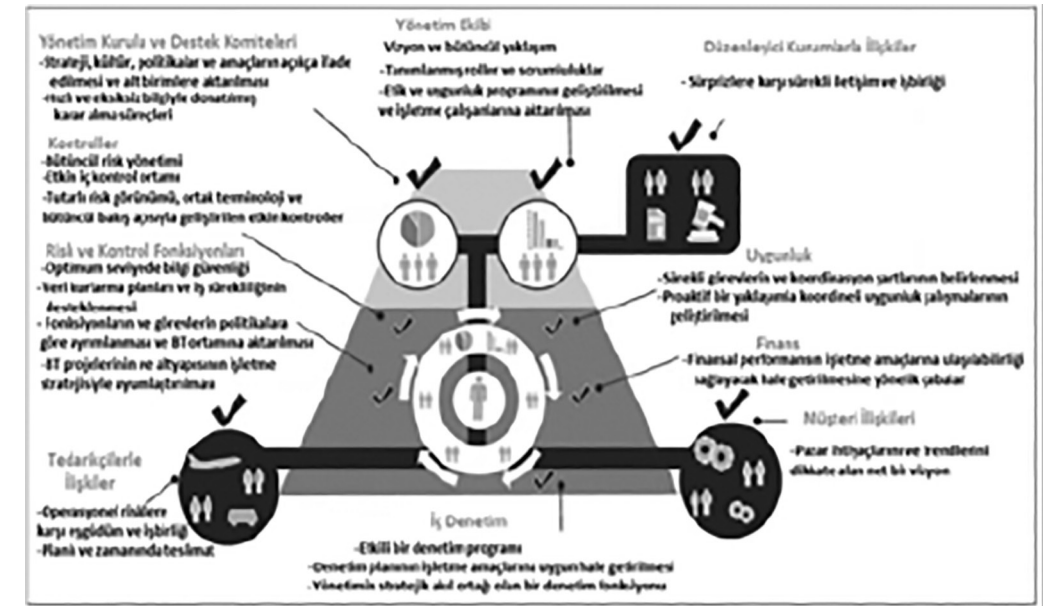 Yönetim Kurulu ve Destek Komiteleri
-Strateji, kültür, politikalar ve amaçların açıkça ifade
edilmesi ve alt birimlere aktarılması
-Hızlı ve eksiksiz bilgiyle donatılmış
karar alma süreçleri
Yönetim Ekibi
Vizyon ve bütüncül yaklaşım
-Tanımlanmış roller ve sorumluluklar
-Etik ve uygunluk programının geliştirilmesi
ve işletme çalışanlarına aktarılması
Düzenleyici Kurumlarla İlişkiler
-Sürprizlere karşı sürekli iletişim ve işbirliği
Kontroller
-Bütüncül risk yönetimi
-Etkin iç kontrol ortamı
-Tutarlı risk görünümü, ortak terminoloji ve
bütüncül bakış açısıyla geliştirilen etkin kontroller
Risk ve Kontrol Fonksiyonları
-Optimum seviyede bilgi güvenliği
-Veri kurtarma planları ve iş sürekliliğinin
desteklenmesi
-Fonksiyonların ve görevlerin politikalara
göre ayrımlanması ve BT ortamına aktarılması
-BT projelerinin ve altyapısının işletme
stratejisiyle uyumlaştırılması
Uygunluk
-Sürekli görevlerin ve koordinasyon şartlarının belirlenmesi
-Proaktif bir yaklaşımla koordineli uygunluk çalışmalarının
geliştirilmesi
Finans
-Finansal performansın işletme amaçlarına ulaşılabilirliği
sağlayacak hale getirilmesine yönelik çabalar
Müşteri İlişkileri
-Pazar ihtiyaçlarını ve trendlerini
dikkate alan net bir vizyon
Tedarikçilerle
İlişkiler
-Operasyonel risklere
karşı eşgüdüm ve işbirliği
-Planlı ve zamanında teslimat
İç Denetim
-Etkili bir denetim programı
-Denetim planının işletme amaçlarına uygun hale getirilmesi
-Yönetimin stratejik akıl ortağı olan bir denetim fonksiyonu